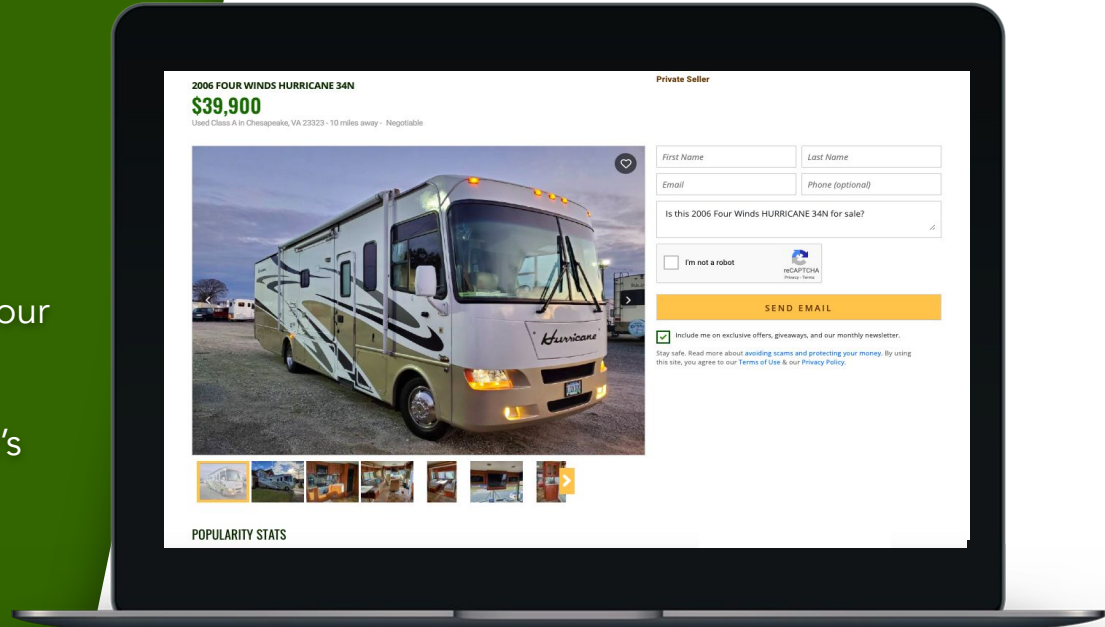 our
's
2006 FOUR WINDS HURRICANE 34N
$39,900
Used Class A in Chesapeake, VA 23323 - 10 miles away - Negotiable
Hurricane
POPULARITY STATS
Private Seller
First Name
Last Name
Email
Phone (optional)
Is this 2006 Four Winds HURRICANE 34N for sale?
I'm not a robot
reCAPTCHA
Privacy - Terms
SEND EMAIL
Include me on exclusive offers, giveaways, and our monthly newsletter.
Stay safe. Read more about avoiding scams and protecting your money. By using
this site, you agree to our Terms of Use & our Privacy Policy.